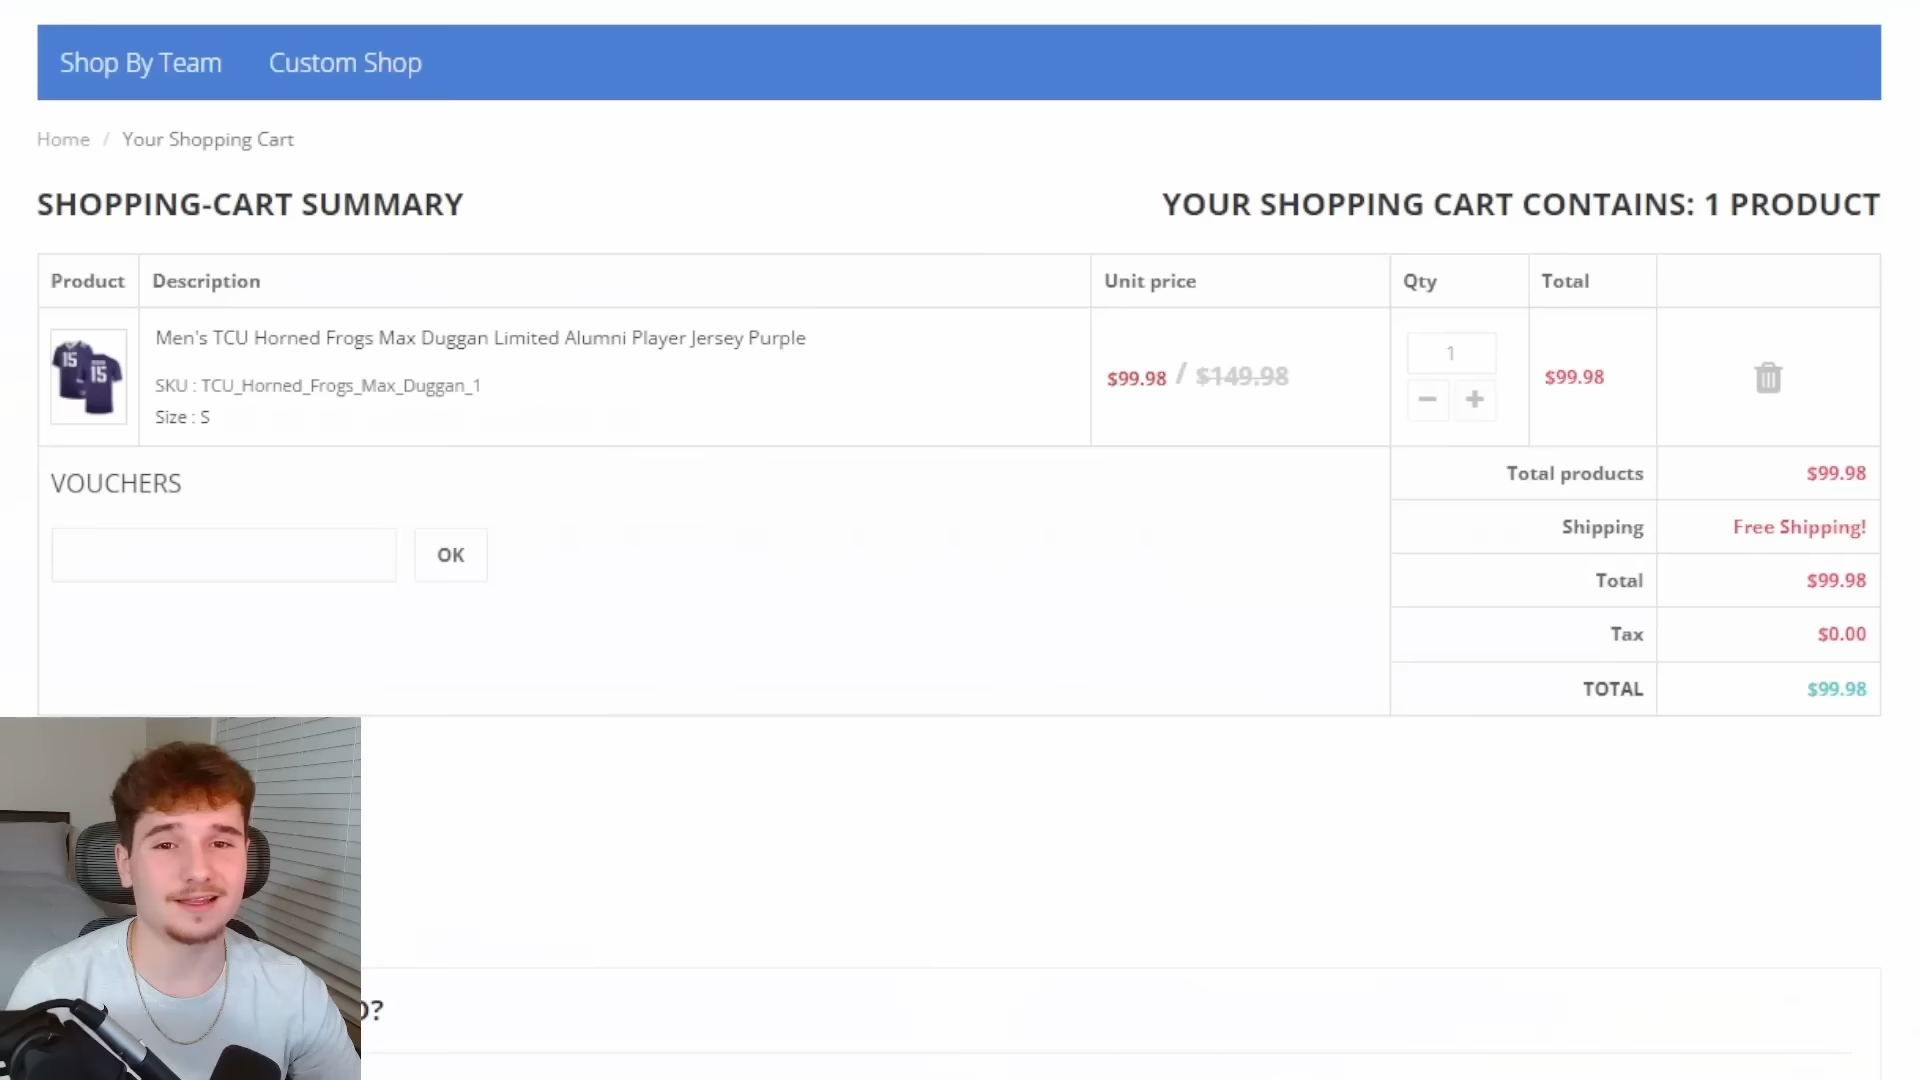 Shop By Team Custom Shop
Home / Your Shopping Cart
SHOPPING-CART SUMMARY YOUR SHOPPING CART CONTAINS: 1 PRODUCT
Product Description Unit price Qty Total
Men's TCU Horned Frogs Max Duggan Limited Alumni Player Jersey Purple
SKU : TCU_Horned_Frogs_Max_Duggan_1
Size : S
15
15
$99.98 / $149.98
1
$99.98
VOUCHERS
OK
Total products $99.98
Shipping Free Shipping!
Total $99.98
Tax $0.00
TOTAL $99.98
?